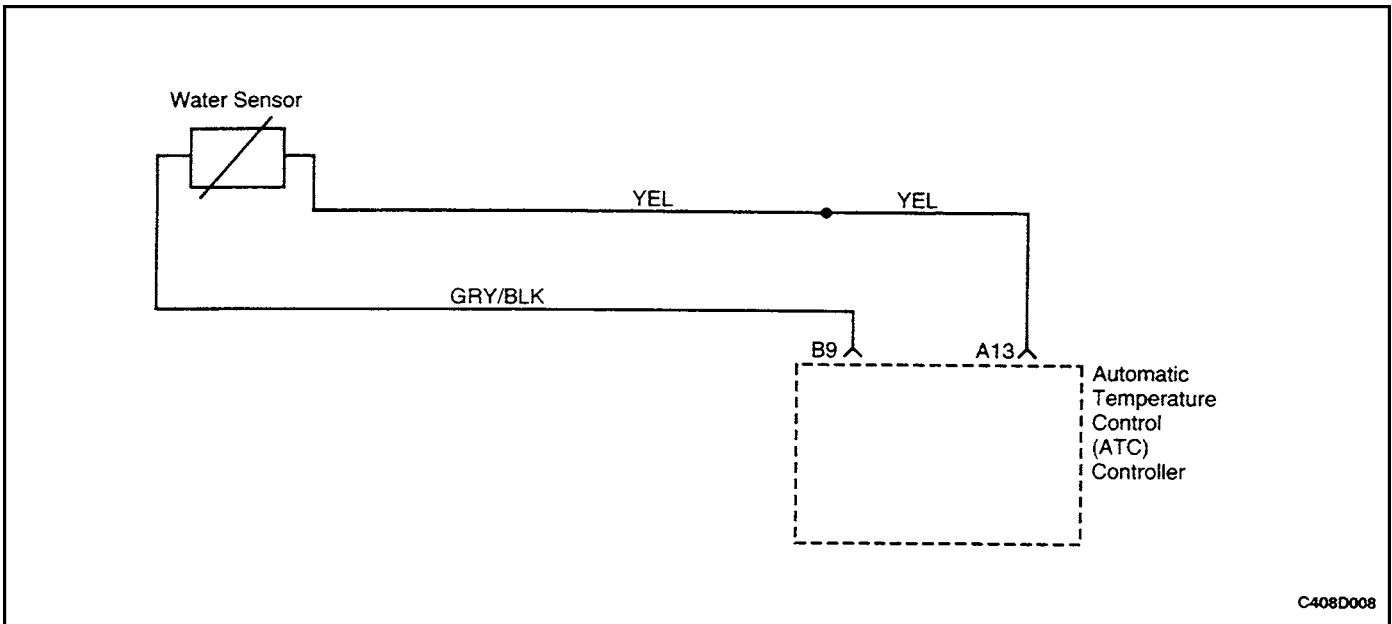 Water Sensor
YEL
YEL
GRY/BLK
B9
A13
Automatic
Temperature
Control
(ATC)
Controller
C408D008